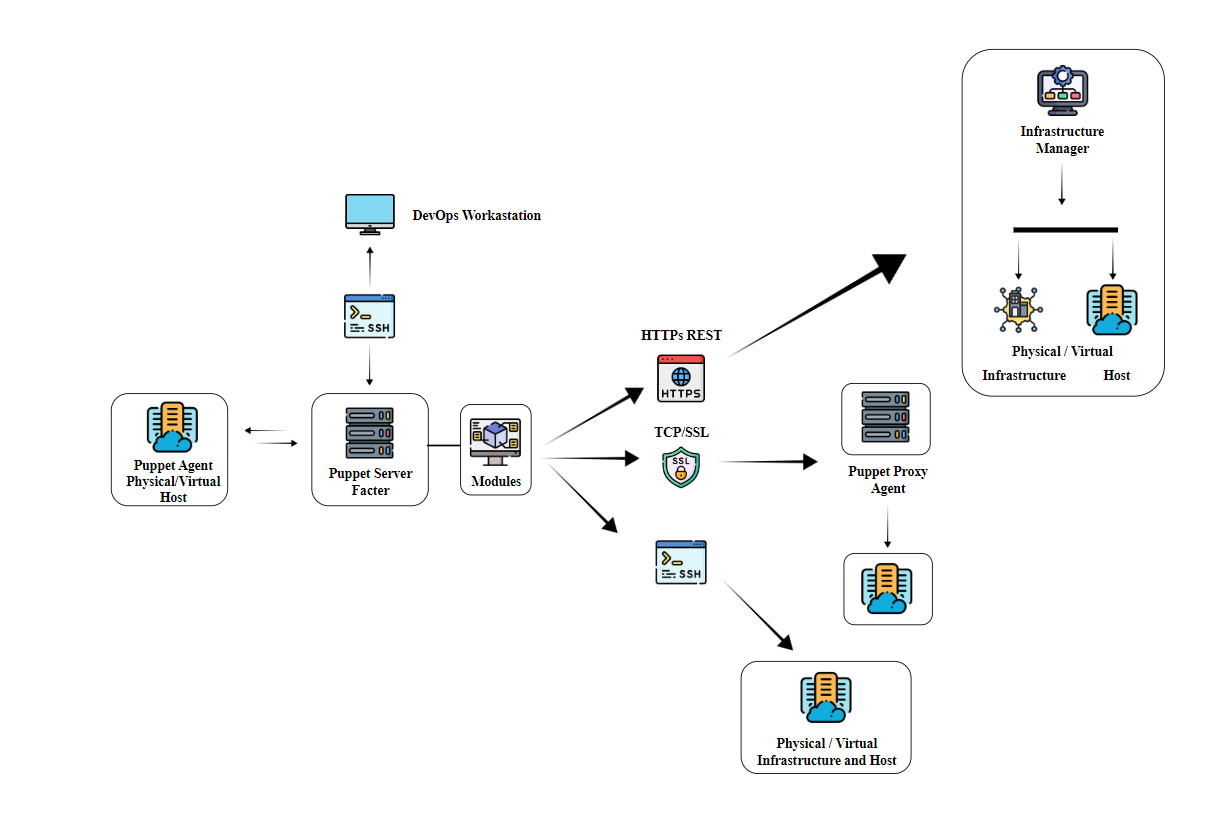 Infrastructure
Manager
DevOps Workastation
SSH
HTTPs REST
HTTPS
Physical / Virtual
Infrastructure
Host
TCP/SSL
SSL
Puppet Agent
Physical/Virtual
Host
Puppet Server
Facter
Modules
Puppet Proxy
Agent
SSH
Physical / Virtual
Infrastructure and Host